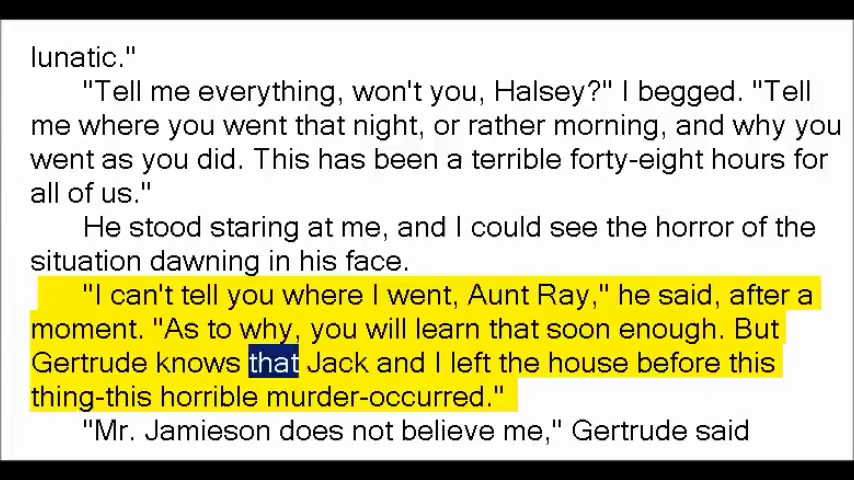 lunatic."
"Tell me everything, won't you, Halsey?" I begged. "Tell
me where you went that night, or rather morning, and why you
went as you did. This has been a terrible forty-eight hours for
all of us."
He stood staring at me, and I could see the horror of the
situation dawning in his face.
"I can't tell you where I went, Aunt Ray," he said, after a
moment. "As to why, you will learn that soon enough. But
Gertrude knows that Jack and I left the house before this
thing-this horrible murder-occurred."
"Mr. Jamieson does not believe me," Gertrude said